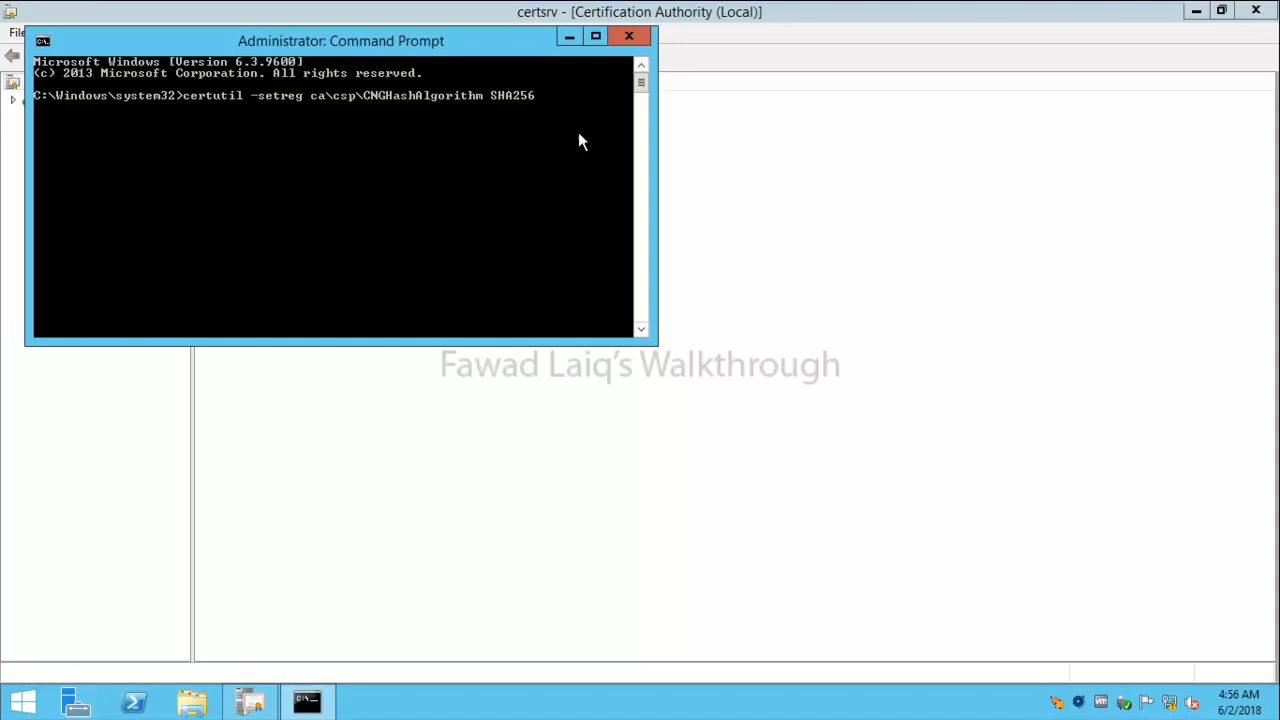 certsrv - [Certification Authority (Local)]
File
Administrator: Command Prompt
Microsoft Windows [Version 6.3.9600]
(c) 2013 Microsoft Corporation. All rights reserved.
C:\Windows\system32>certutil -setreg ca\csp\CNGHashAlgorithm SHA256
Fawad Laiq's Walkthrough
4:56 AM
6/2/2018